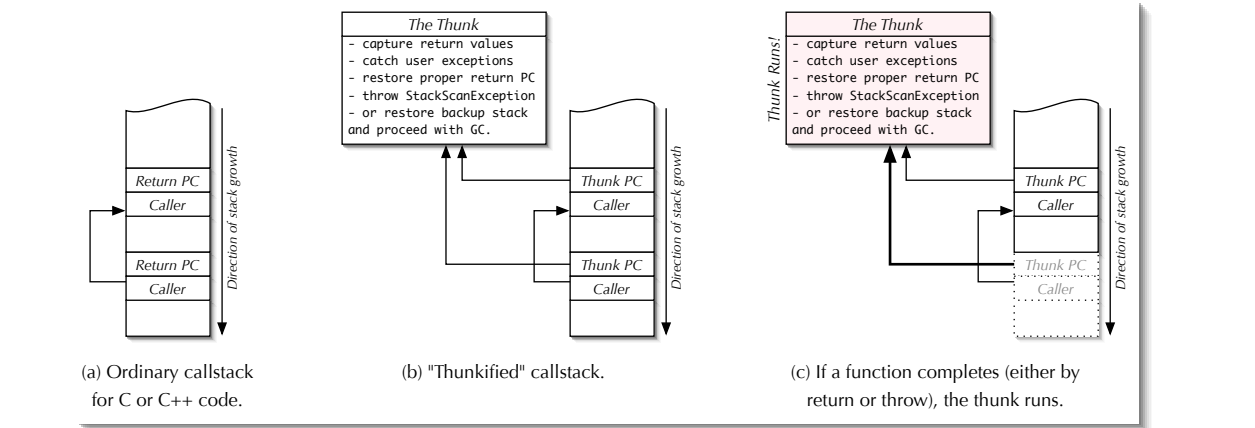 Return PC
Caller
Return PC
Caller
Direction of stack growth
(a) Ordinary callstack
for C or C++ code.
The Thunk
- capture return values
- catch user exceptions
- restore proper return PC
- throw StackScanException
- or restore backup stack
and proceed with GC.
Thunk PC
Caller
Thunk PC
Caller
Direction of stack growth
(b) "Thunkified" callstack.
Thunk Runs!
The Thunk
- capture return values
- catch user exceptions
- restore proper return PC
- throw StackScanException
- or restore backup stack
and proceed with GC.
Thunk PC
Caller
Thunk PC
Caller
Direction of stack growth
(c) If a function completes (either by
return or throw), the thunk runs.